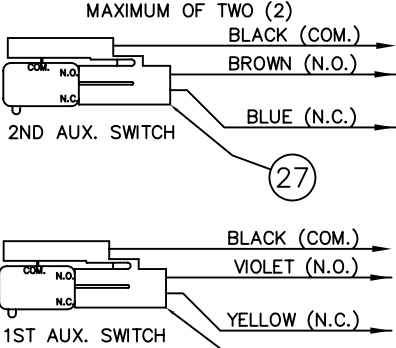 MAXIMUM OF TWO (2)
BLACK (COM.)
COM. N.O.
BROWN (N.O.)
N.C.
BLUE (N.C.)
2ND AUX. SWITCH
27
BLACK (COM.)
COM. N.O.
VIOLET (N.O.)
N.C.
YELLOW (N.C.)
1ST AUX. SWITCH